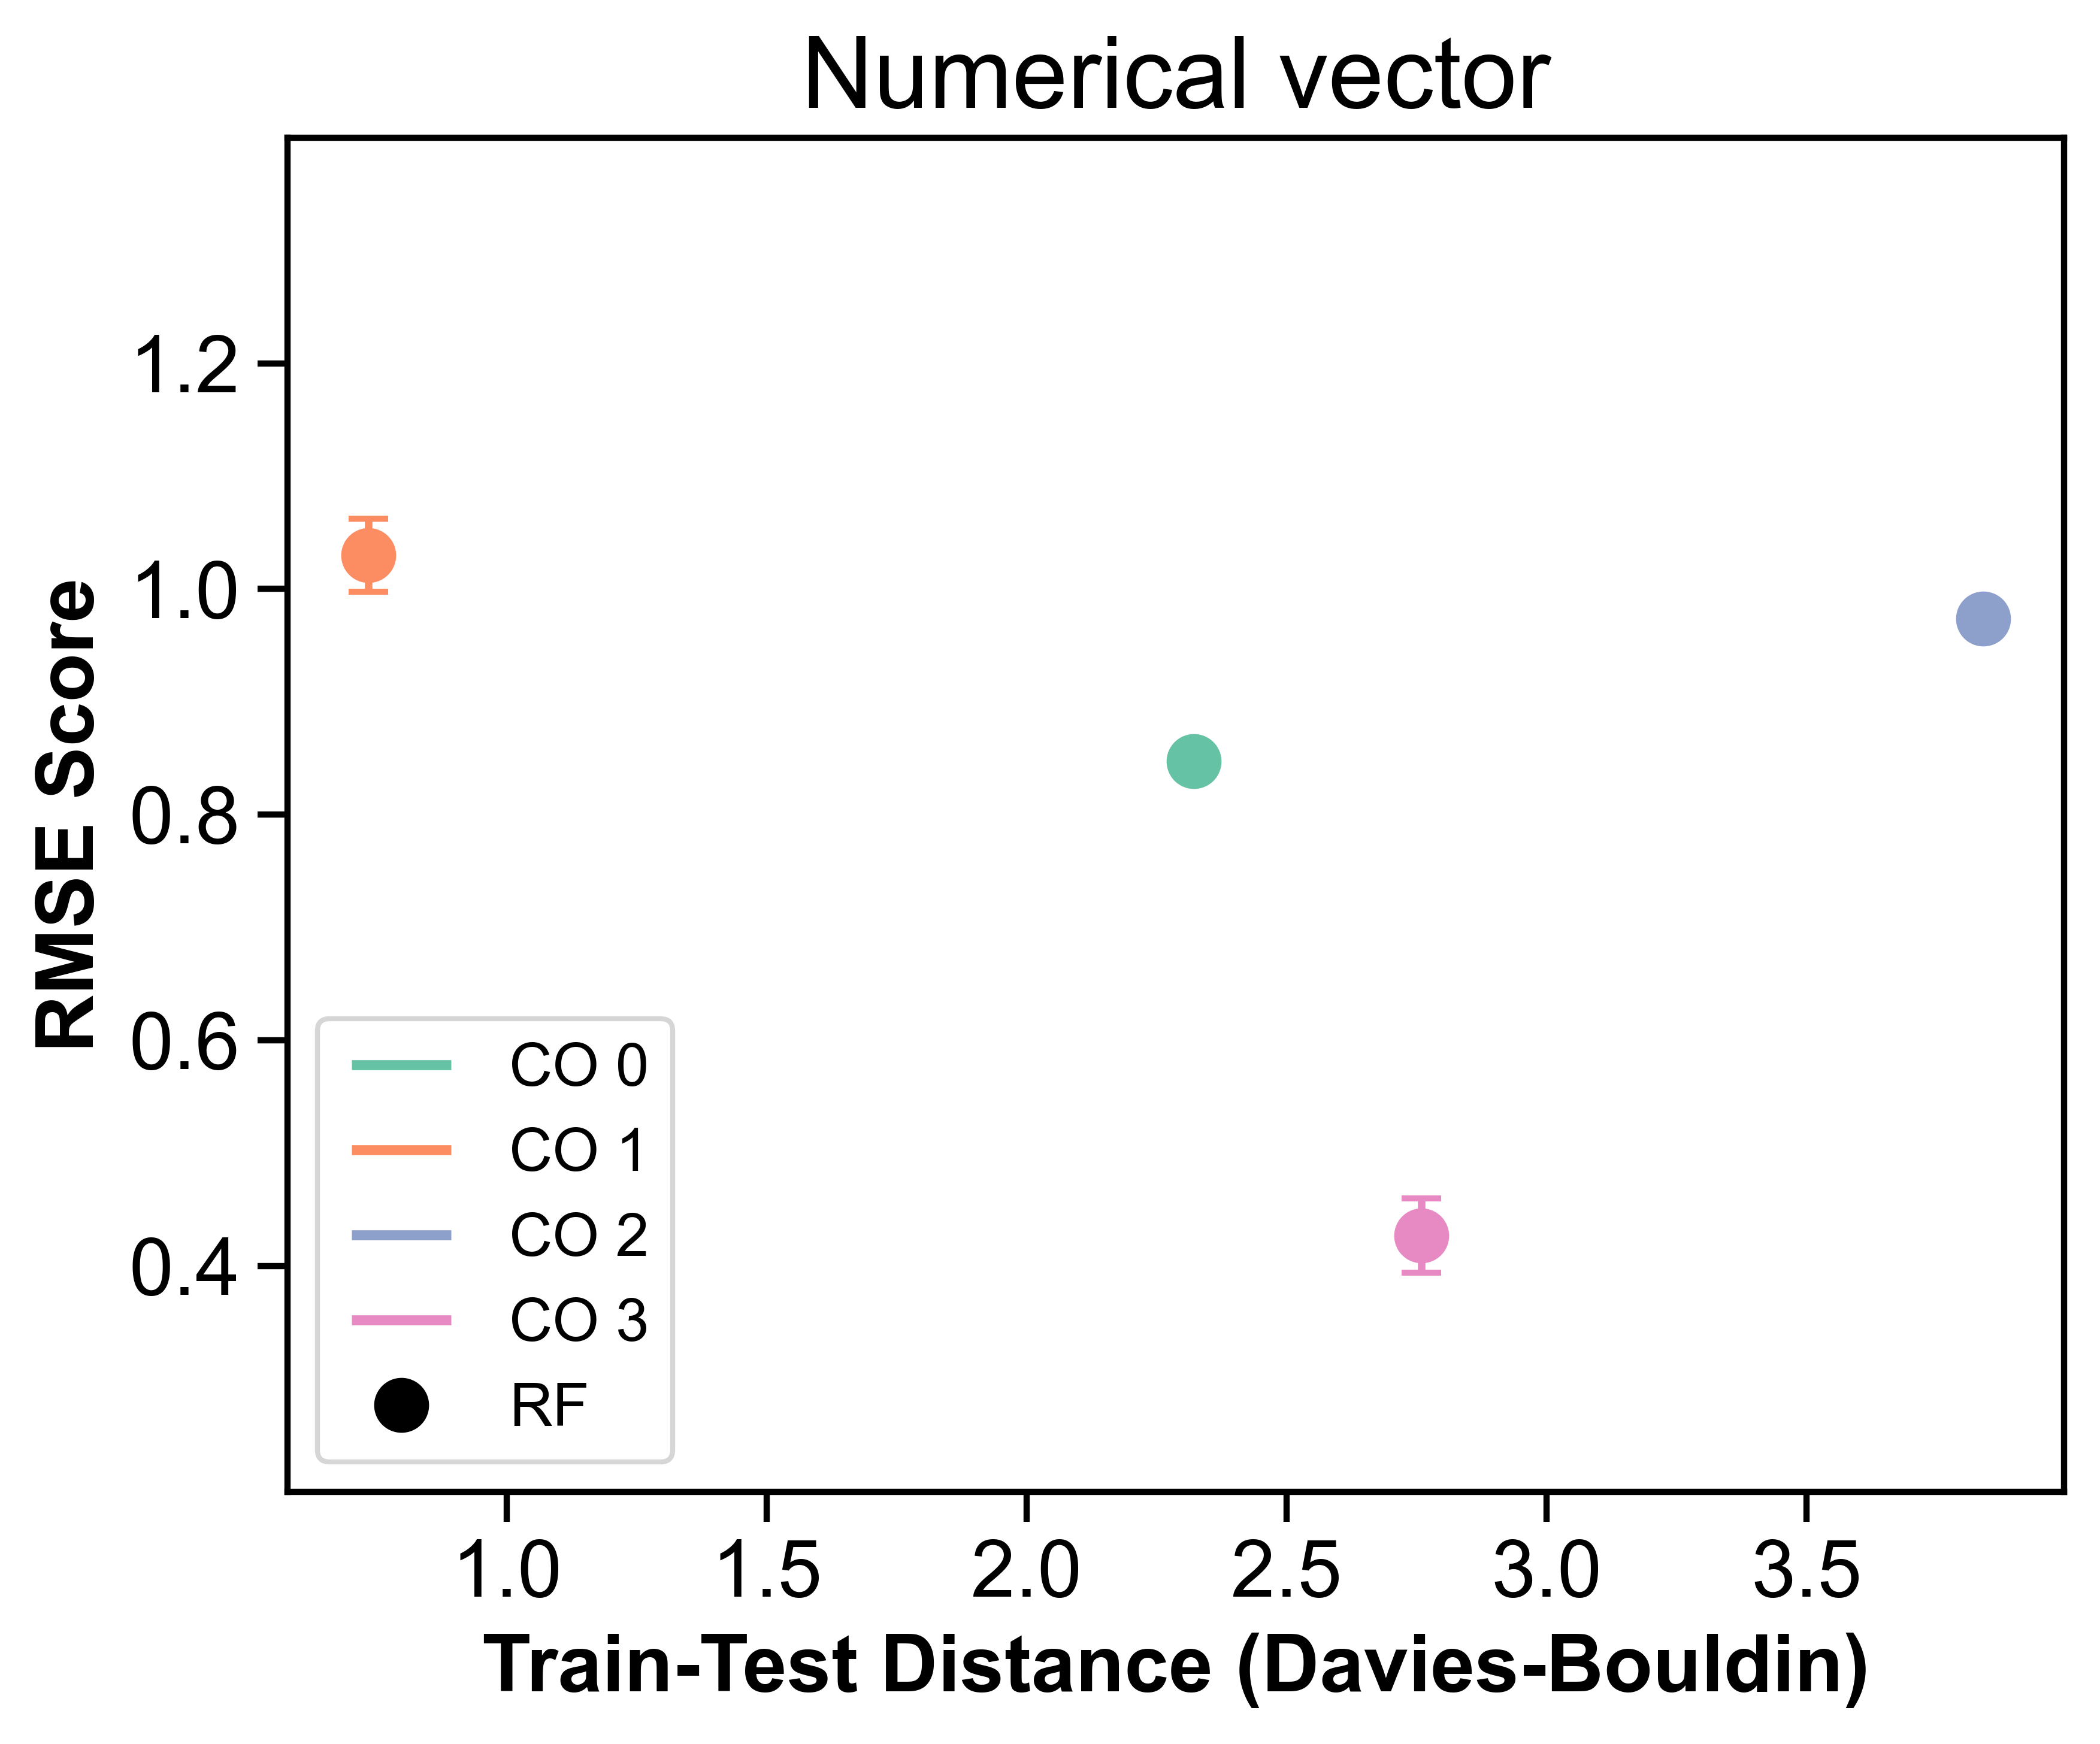 Numerical vector
RMSE Score
1.2
1.0
0.8
0.6
0.4
CO 0
CO 1
CO 2
CO 3
RF
1.0 1.5 2.0 2.5 3.0 3.5
Train-Test Distance (Davies-Bouldin)